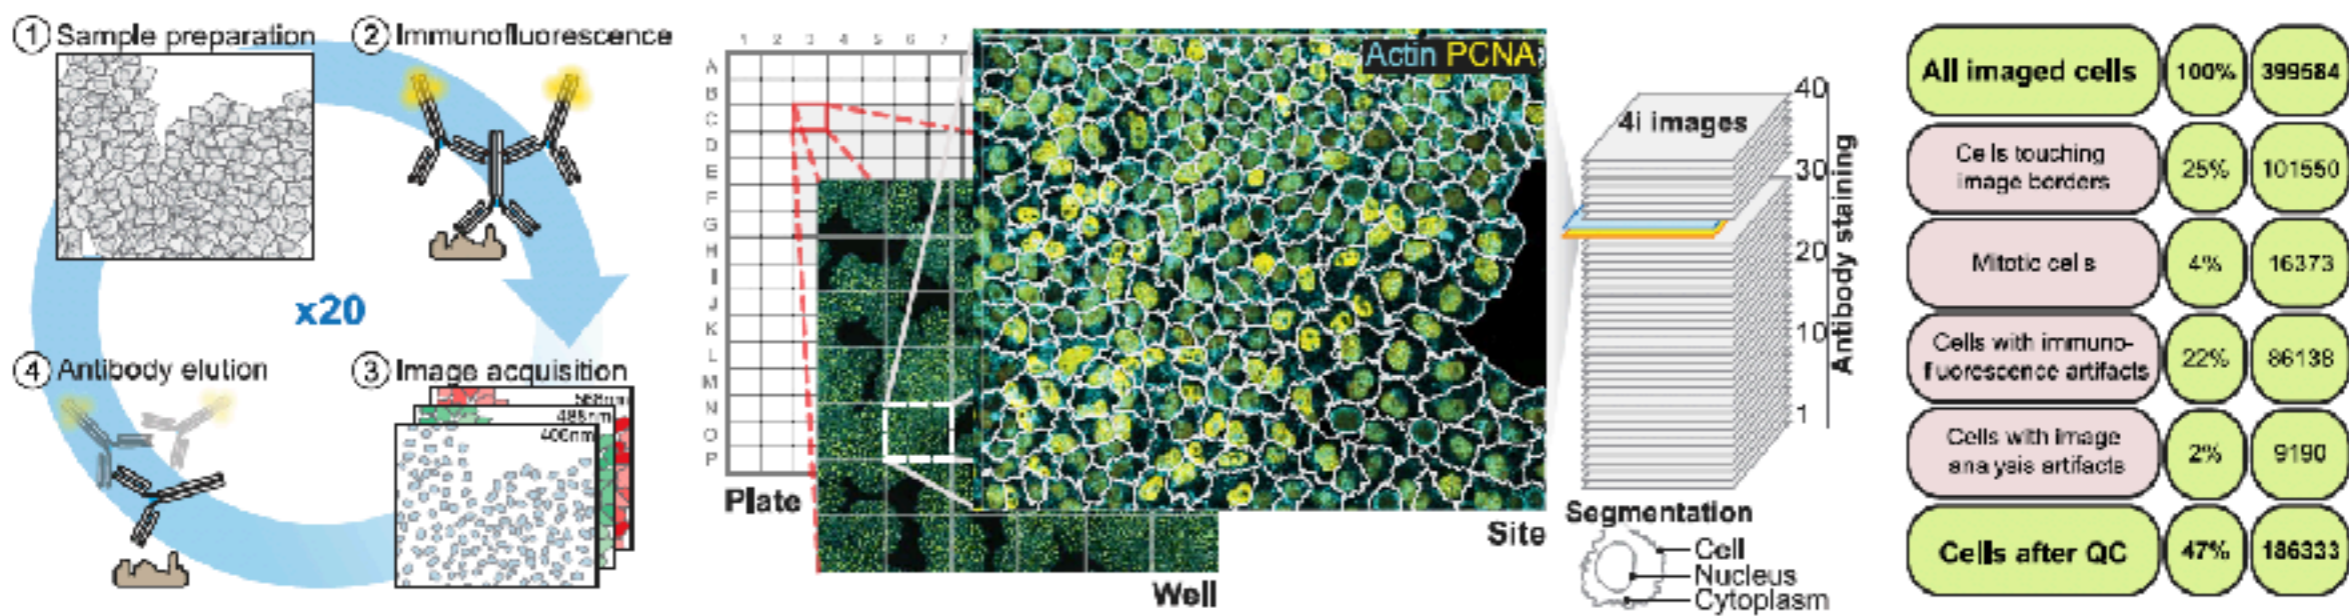 1 Sample preparation
2 Immunofluorescence
x20
4 Antibody elution
3 Image acquisition
568nm
488nm
406nm
1 2 3 4 5 6 7
A
B
C
D
E
F
G
H
I
J
K
L
M
N
O
P
Plate
Well
Actin PCNA
Site
4i images
40
30
20
10
1
Antibody staining
Segmentation
Cell
Nucleus
Cytoplasm
All imaged cells 100% 399584
Cells touching
image borders 25% 101550
Mitotic cells 4% 16373
Cells with immuno-
fluorescence artifacts 22% 86138
Cells with image
analysis artifacts 2% 9190
Cells after QC 47% 186333